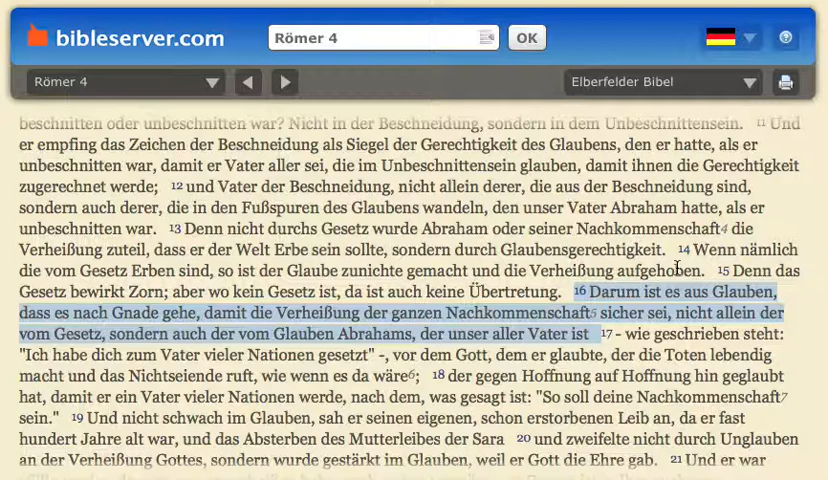 bibleserver.com
Römer 4
OK
Römer 4
Elberfelder Bibel
beschnitten oder unbeschnitten war? Nicht in der Beschneidung, sondern in dem Unbeschnittensein. 11 Und
er empfing das Zeichen der Beschneidung als Siegel der Gerechtigkeit des Glaubens, den er hatte, als er
unbeschnitten war, damit er Vater aller sei, die im Unbeschnittensein glauben, damit ihnen die Gerechtigkeit
zugerechnet werde; 12 und Vater der Beschneidung, nicht allein derer, die aus der Beschneidung sind,
sondern auch derer, die in den Fußspuren des Glaubens wandeln, den unser Vater Abraham hatte, als er
unbeschnitten war. 13 Denn nicht durchs Gesetz wurde Abraham oder seiner Nachkommenschaft4 die
Verheißung zuteil, dass er der Welt Erbe sein sollte, sondern durch Glaubensgerechtigkeit. 14 Wenn nämlich
die vom Gesetz Erben sind, so ist der Glaube zunichte gemacht und die Verheißung aufgehoben. 15 Denn das
Gesetz bewirkt Zorn; aber wo kein Gesetz ist, da ist auch keine Übertretung. 16 Darum ist es aus Glauben,
dass es nach Gnade gehe, damit die Verheißung der ganzen Nachkommenschaft5 sicher sei, nicht allein der
vom Gesetz, sondern auch der vom Glauben Abrahams, der unser aller Vater ist 17 - wie geschrieben steht:
"Ich habe dich zum Vater vieler Nationen gesetzt" -, vor dem Gott, dem er glaubte, der die Toten lebendig
macht und das Nichtseiende ruft, wie wenn es da wäre6; 18 der gegen Hoffnung auf Hoffnung hin geglaubt
hat, damit er ein Vater vieler Nationen werde, nach dem, was gesagt ist: "So soll deine Nachkommenschaft7
sein." 19 Und nicht schwach im Glauben, sah er seinen eigenen, schon erstorbenen Leib an, da er fast
hundert Jahre alt war, und das Absterben des Mutterleibes der Sara 20 und zweifelte nicht durch Unglauben
an der Verheißung Gottes, sondern wurde gestärkt im Glauben, weil er Gott die Ehre gab. 21 Und er war